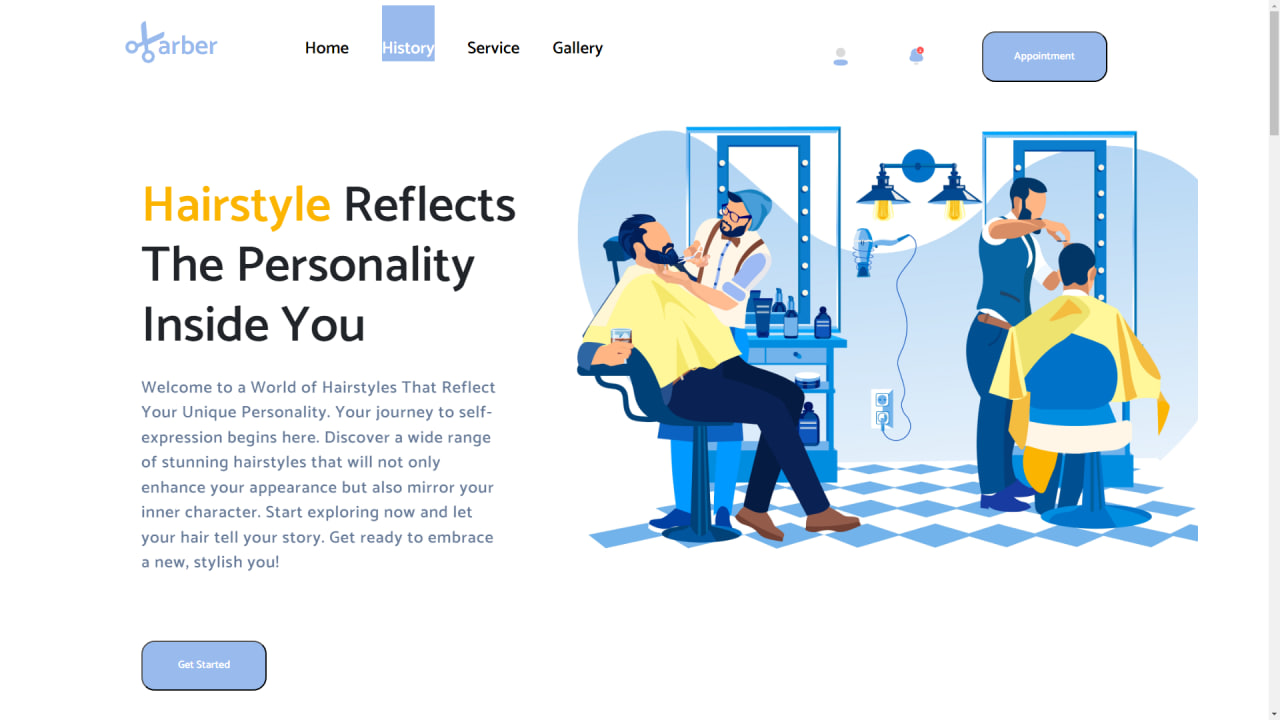 arber
Home History Service Gallery
Appointment
Hairstyle Reflects
The Personality
Inside You
Welcome to a World of Hairstyles That Reflect
Your Unique Personality. Your journey to self-
expression begins here. Discover a wide range
of stunning hairstyles that will not only
enhance your appearance but also mirror your
inner character. Start exploring now and let
your hair tell your story. Get ready to embrace
a new, stylish you!
Get Started